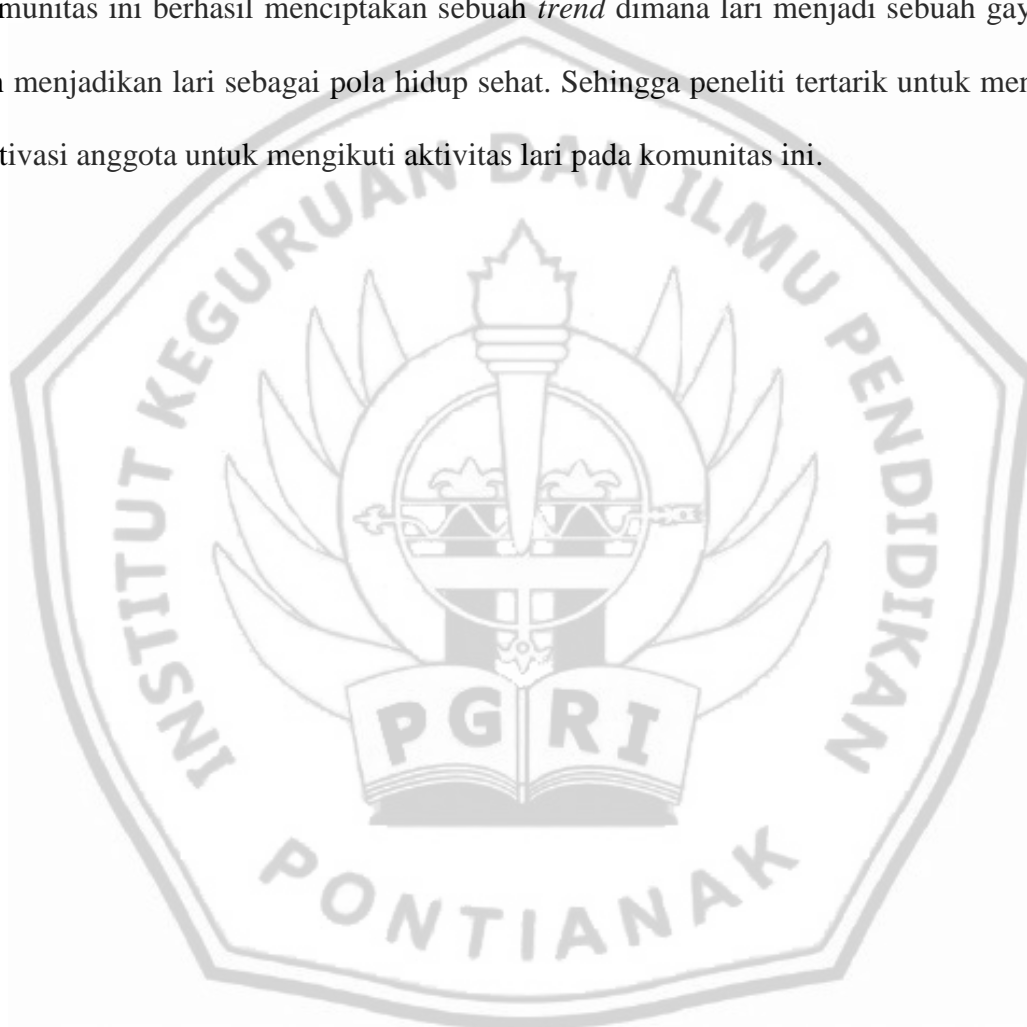 munitas ini berhasil menciptakan sebuah trend dimana lari menjadi sebuah gay
menjadikan lari sebagai pola hidup sehat. Sehingga peneliti tertarik untuk men
tivasi anggota untuk mengikuti aktivitas lari pada komunitas ini.
INSTITUT KEGURUAN DAN ILMU PENDIDIKAN
PGRI
PONTIANAK